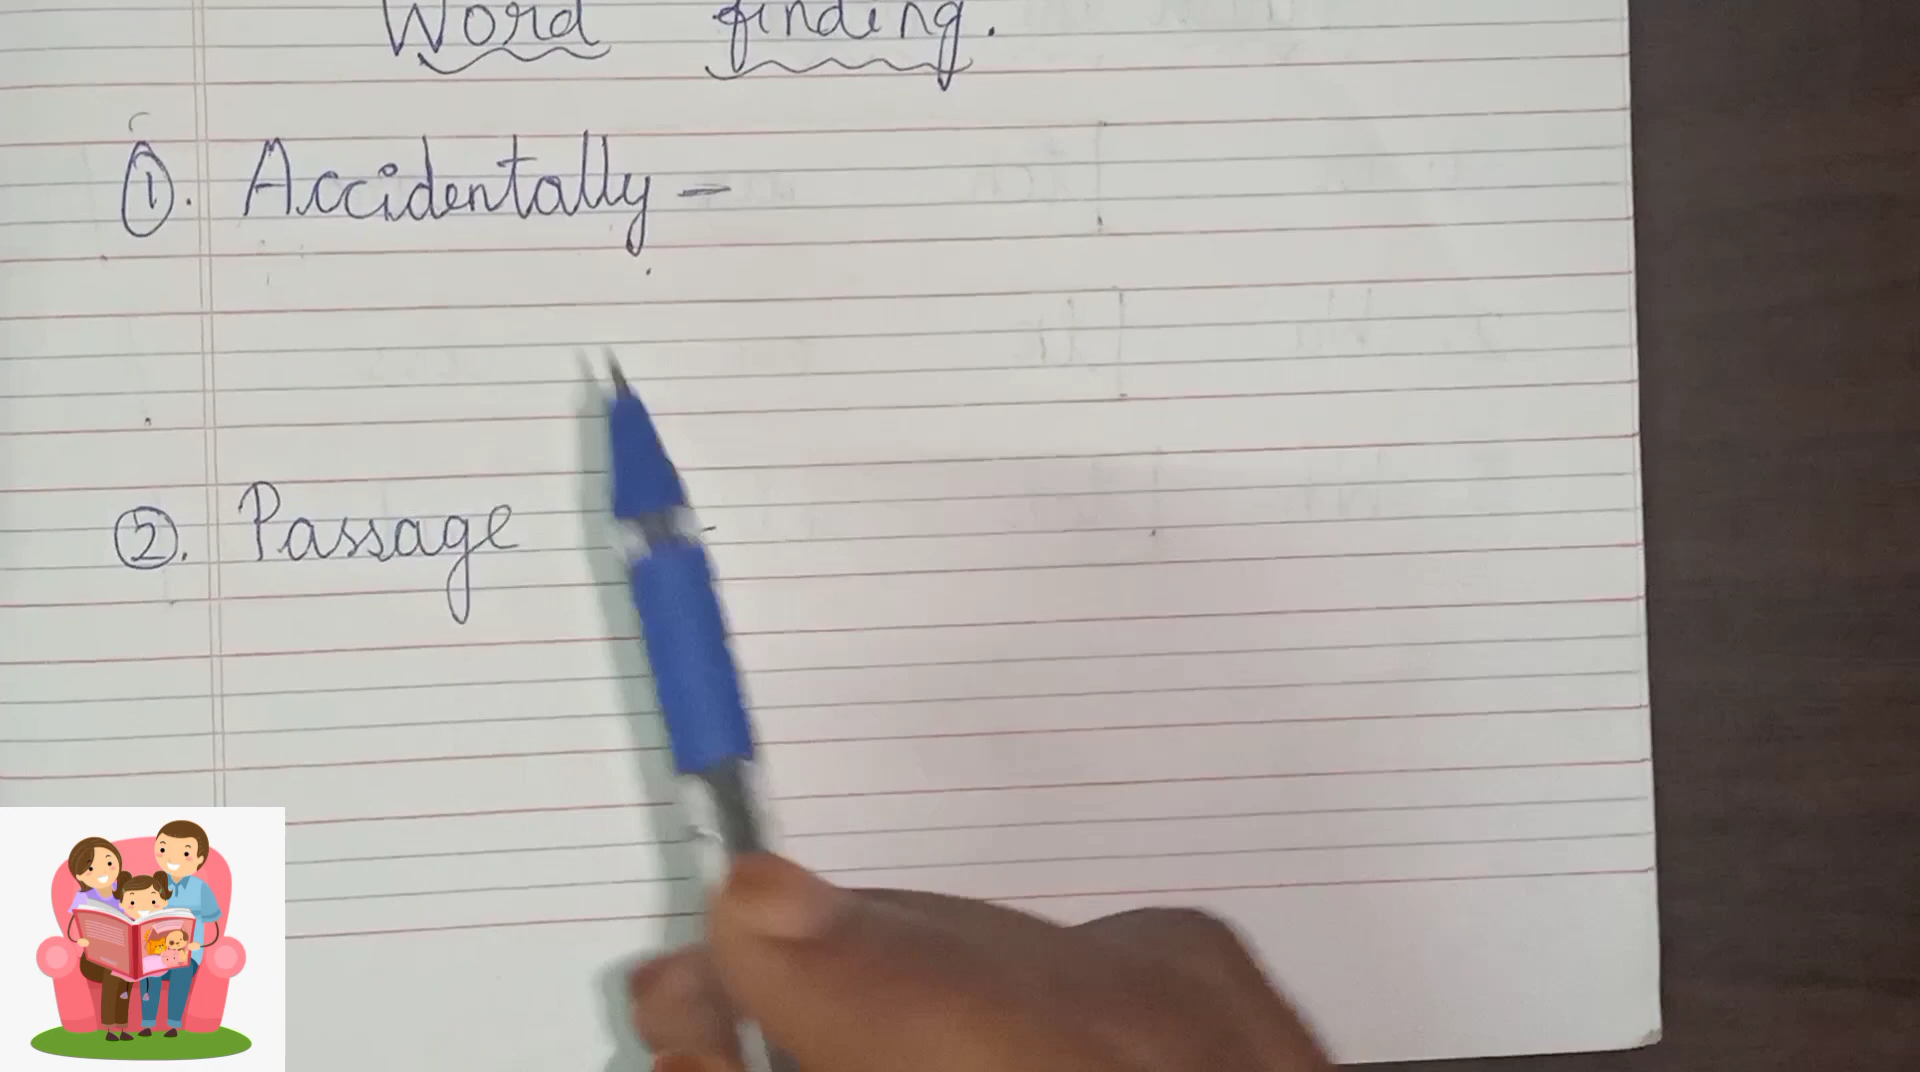 Word finding.
①. Accidentally -
②. Passage -